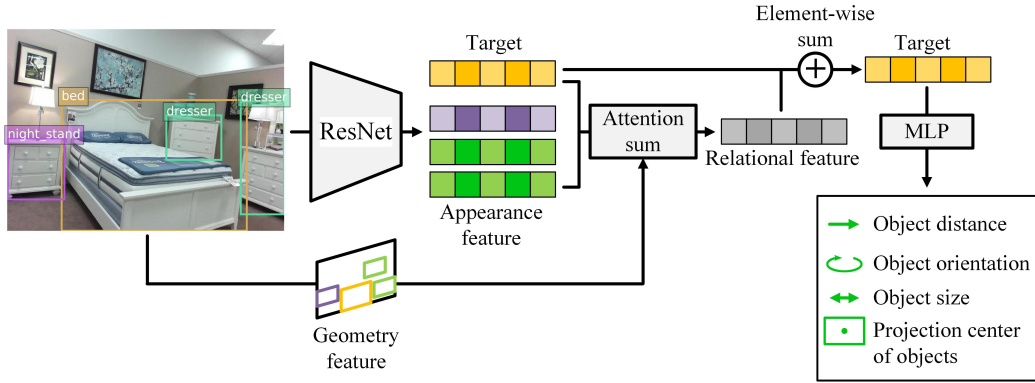 Element-wise
sum
Target
Target
bed
dresser
dresser
night_stand
ResNet
Attention
sum
MLP
Relational feature
Appearance
feature
Geometry
feature
Object distance
Object orientation
Object size
Projection center
of objects